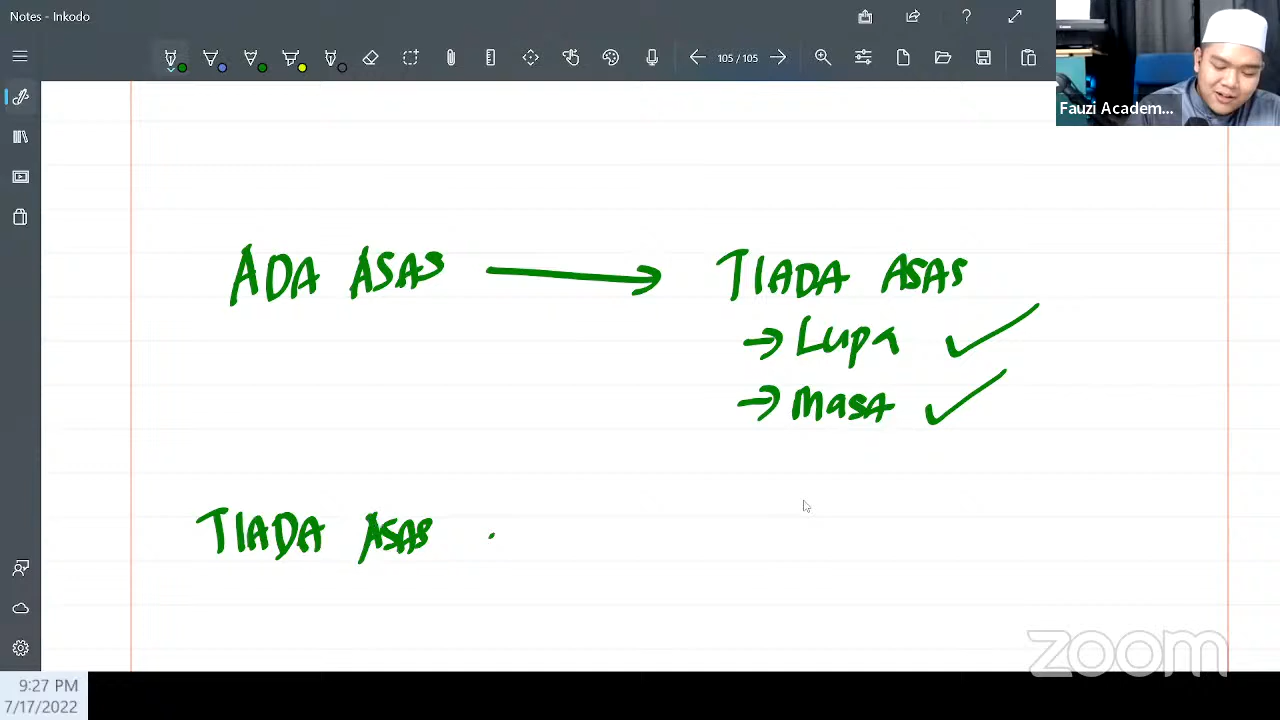 Notes - Inkodo
105 / 105
Fauzi Academ...
ADA ASAS → TIADA ASAS
→ Lupa ✓
→ masa ✓
TIADA ASAS
zoom
9:27 PM
7/17/2022